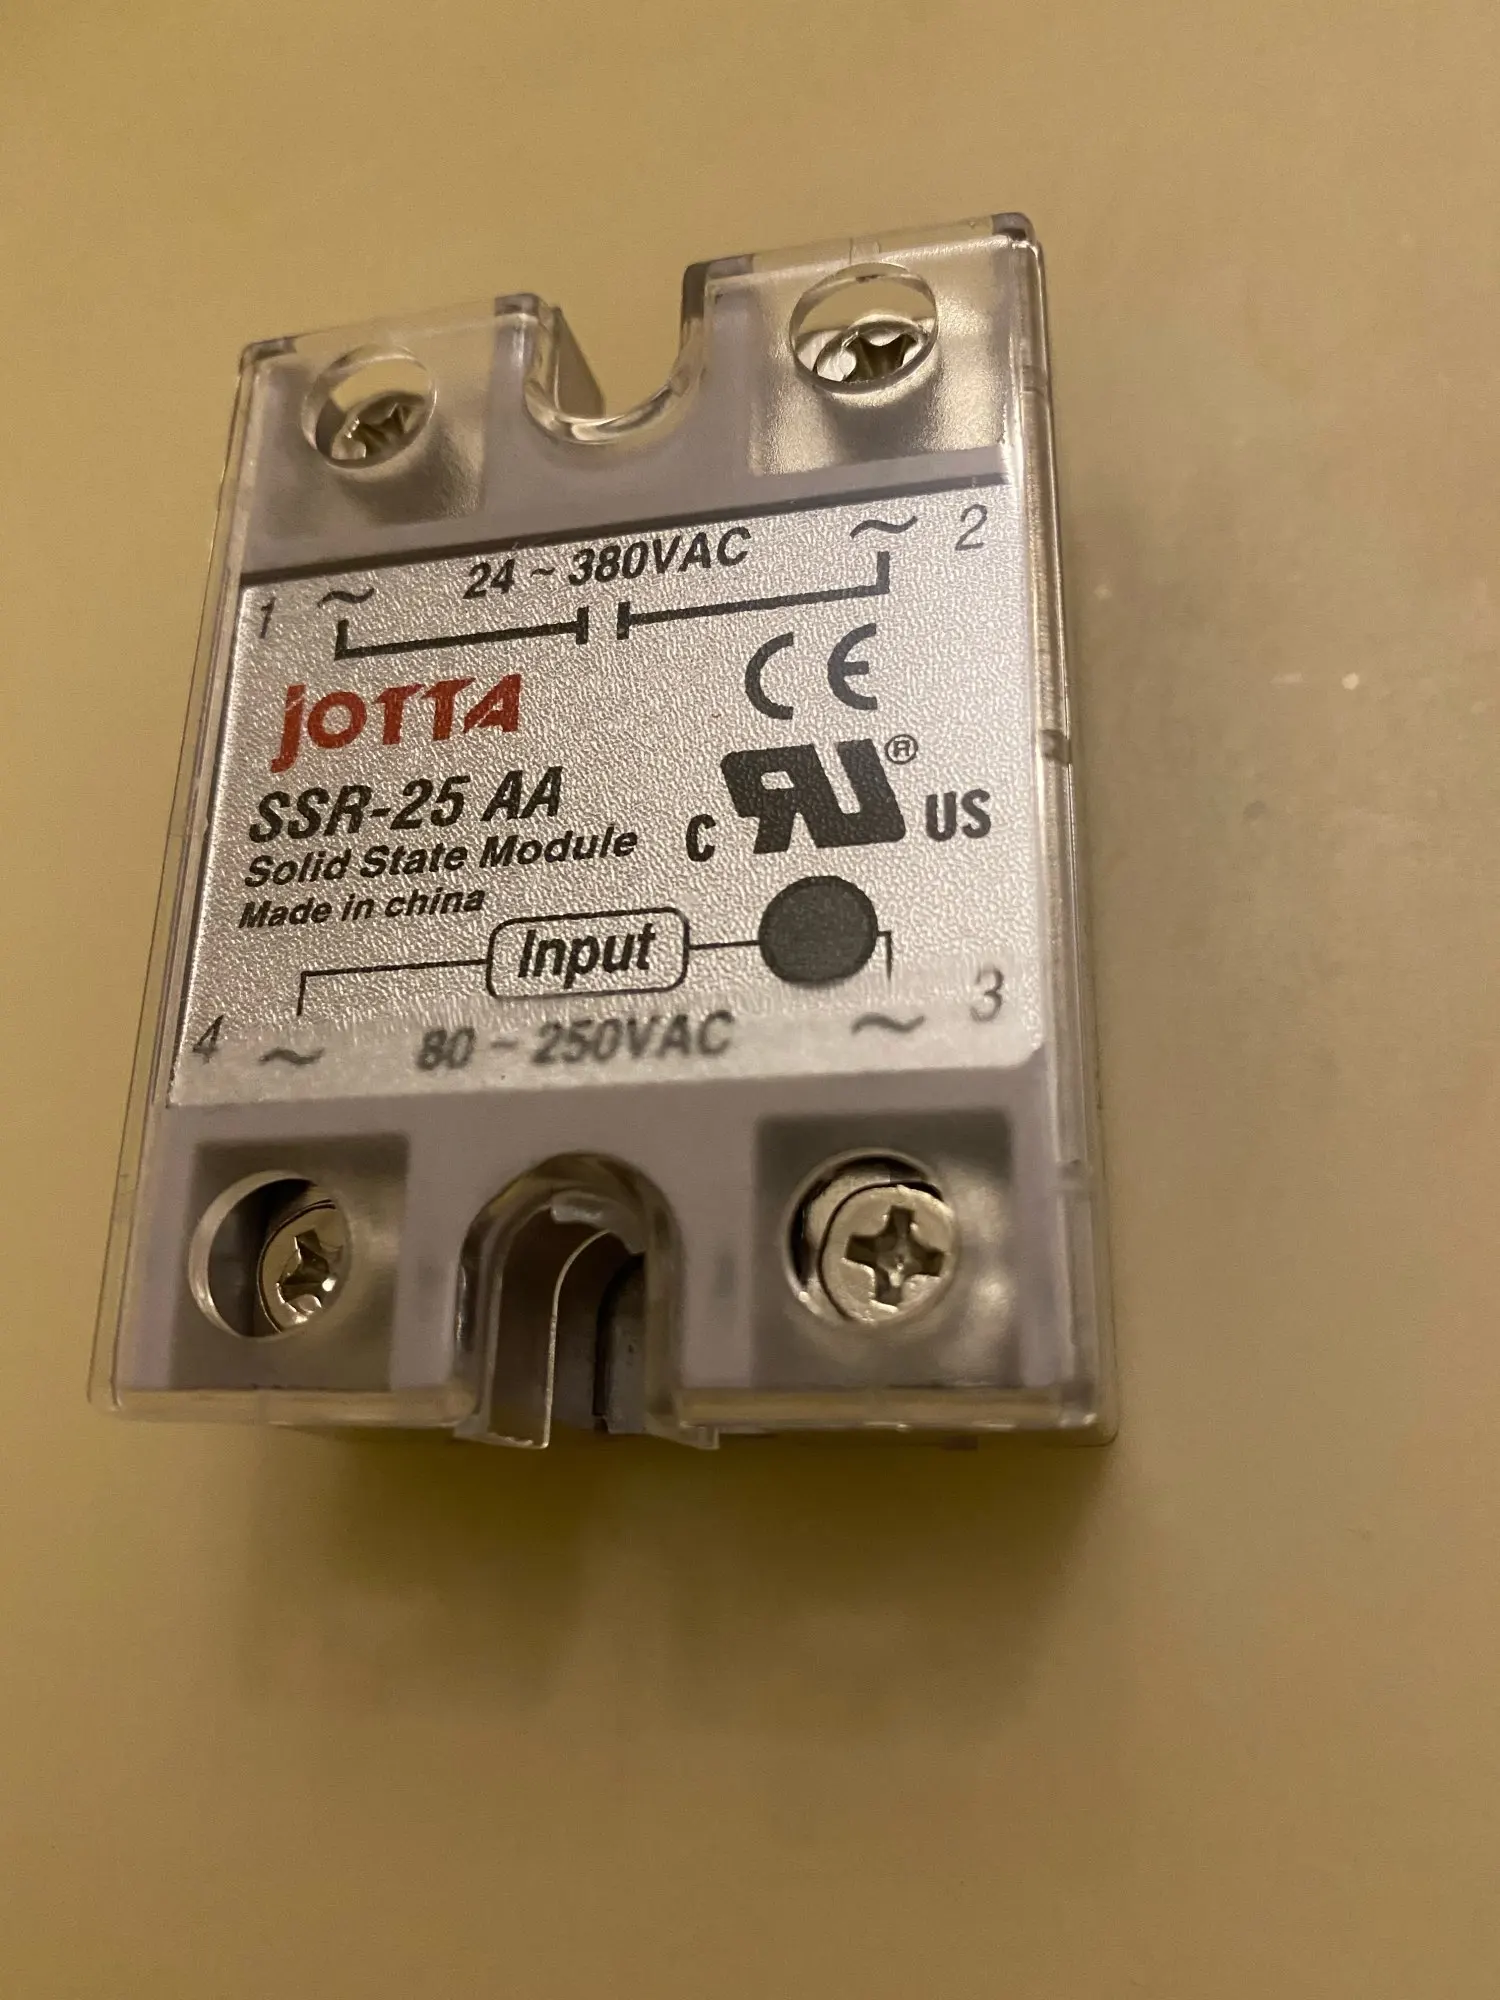 1 ~ 24 ~ 380VAC ~ 2
jOTTA CE
SSR-25 AA
C RU® US
Solid State Module
Made in china
Input
4 ~ 80 ~ 250VAC ~ 3